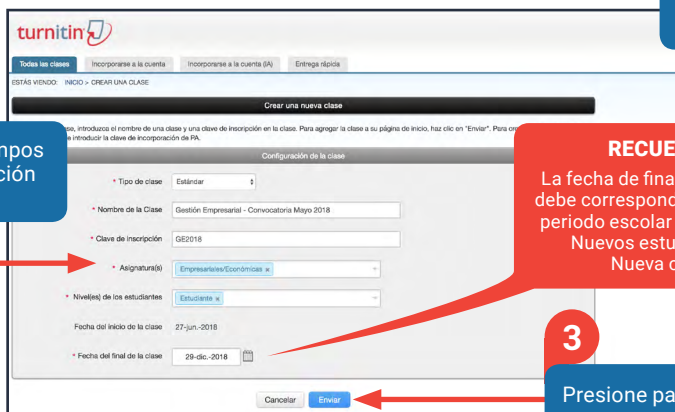 turnitin
Todas las clases Incorporarse a la cuenta Incorporarse a la cuenta (IA) Entrega rápida
ESTÁS VIENDO: INICIO > CREAR UNA CLASE
Crear una nueva clase
se, introduzca el nombre de una clase y una clave de inscripción en la clase. Para agregar la clase a su página de inicio, haz clic en "Enviar". Para
introducir la clave de incorporación de PA.
Configuración de la clase
* Tipo de clase Estándar
* Nombre de la Clase Gestión Empresarial - Convocatoria Mayo 2018
* Clave de inscripción GE2018
* Asignatura(s) Empresariales/Económicas x
* Nivel(es) de los estudiantes Estudiante x
Fecha del inicio de la clase 27-jun.-2018
* Fecha del final de la clase 29-dic.-2018
Cancelar Enviar
RECUE
La fecha de fina
debe correspond
periodo escolar
Nuevos estu
Nueva
3
Presione pa